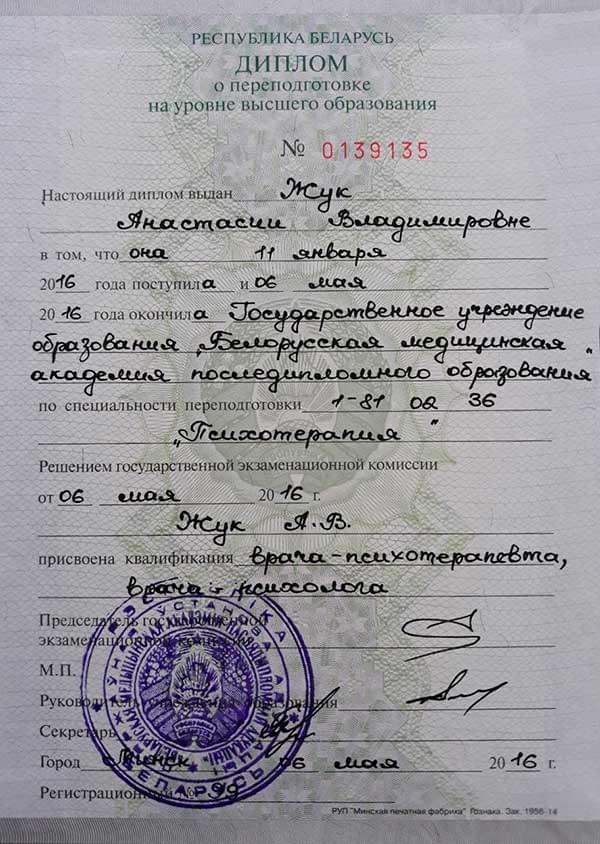 РЕСПУБЛИКА БЕЛАРУСЬ
ДИПЛОМ
о переподготовке
на уровне высшего образования
№ 0139135
Настоящий диплом выдан Жук
Анастасии Владимировне
в том, что она 11 января
2016 года поступила и 06 мая
2016 года окончила Государственное учреждение
образования „Белорусская медицинская
академия последипломного образования"
по специальности переподготовки 1-81 02 36
„Психотерапия"
Решением государственной экзаменационной комиссии
от 06 мая 2016 г.
Жук А.В.
присвоена квалификация врача-психотерапевта,
врача-психолога
Председатель государственной
экзаменационной комиссии
М.П.
Руководитель учреждения образования
Секретарь
Город Минск 06 мая 2016 г.
Регистрационный № 99
РУП "Минская печатная фабрика" Гознака. Зак. 1956-14